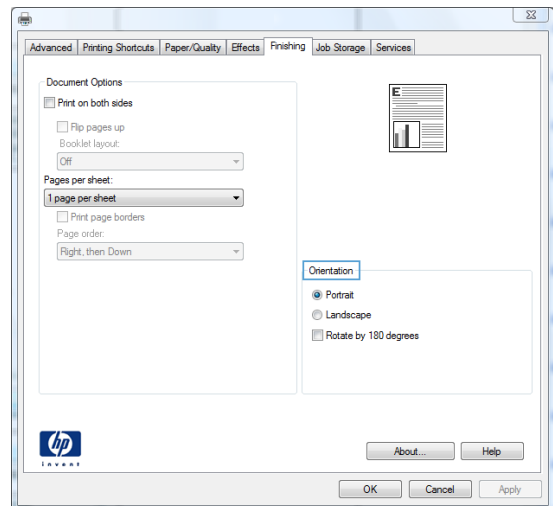 Advanced
Printing Shortcuts
Paper/Quality
Effects
Finishing
Job Storage
Services
Document Options
Print on both sides
Flip pages up
Booklet layout:
Off
Pages per sheet:
1 page per sheet
Print page borders
Page order:
Right, then Down
E
Orientation
Portrait
Landscape
Rotate by 180 degrees
hp
invent
About...
Help
OK
Cancel
Apply